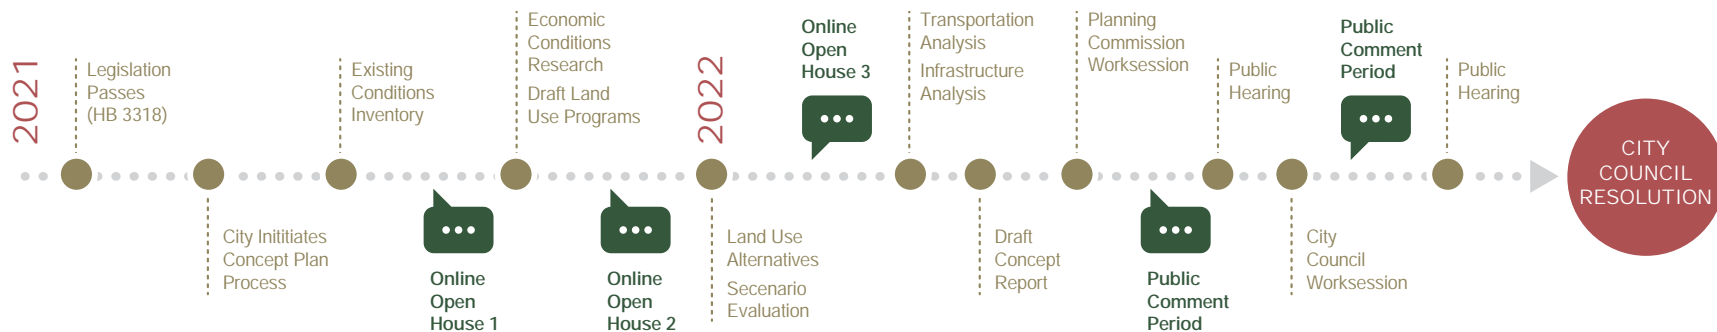 2021
Legislation
Passes
(HB 3318)
City Inititiates
Concept Plan
Process
Existing
Conditions
Inventory
Online
Open
House 1
Economic
Conditions
Research
Draft Land
Use Programs
Online
Open
House 2
2022
Land Use
Alternatives
Secenario
Evaluation
Online
Open
House 3
Transportation
Analysis
Infrastructure
Analysis
Draft
Concept
Report
Planning
Commission
Worksession
Public
Comment
Period
Public
Hearing
City
Council
Worksession
Public
Comment
Period
Public
Hearing
CITY
COUNCIL
RESOLUTION